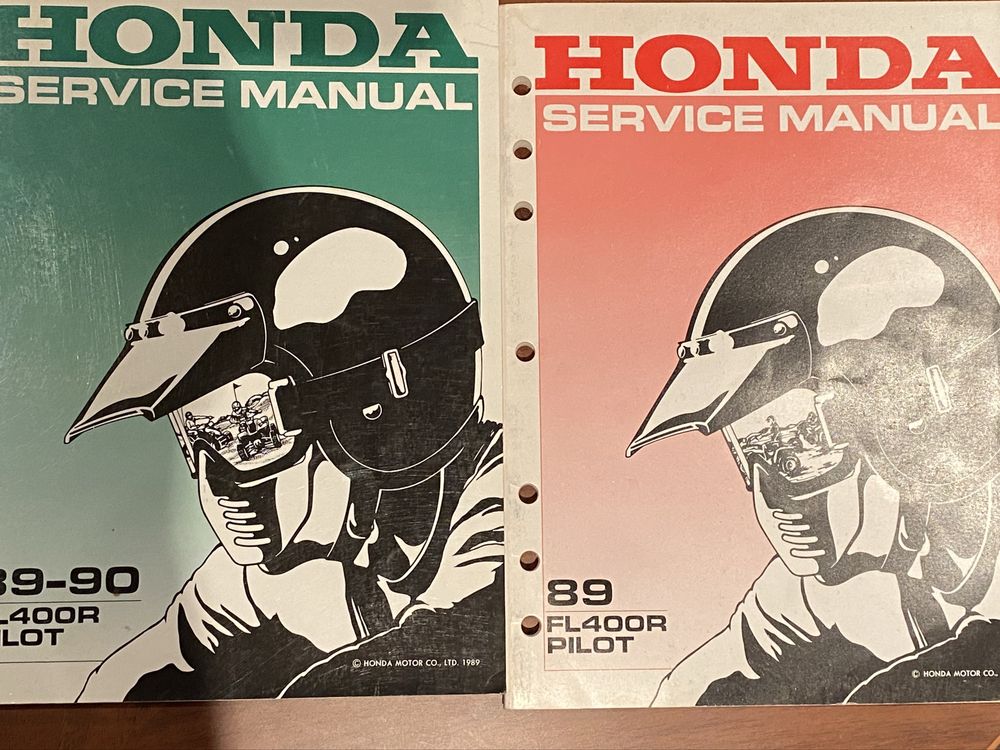 HONDA
SERVICE MANUAL
89-90
FL400R
PILOT
© HONDA MOTOR CO., LTD. 1989
HONDA
SERVICE MANUAL
89
FL400R
PILOT
© HONDA MOTOR CO.,